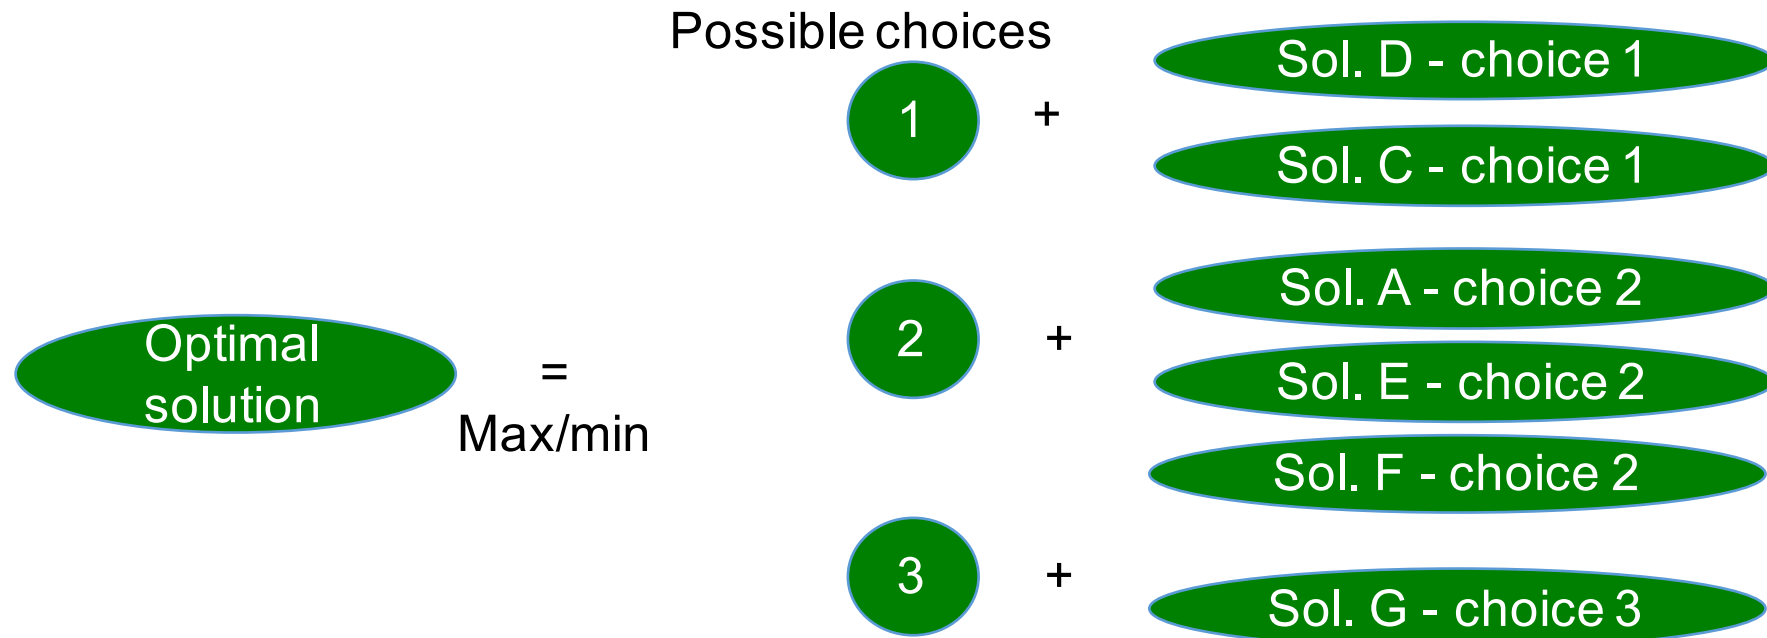 Possible choices
1
+
Sol. D - choice 1
Sol. C - choice 1
2
+
Sol. A - choice 2
Sol. E - choice 2
Sol. F - choice 2
Optimal
solution
=
Max/min
3
+
Sol. G - choice 3